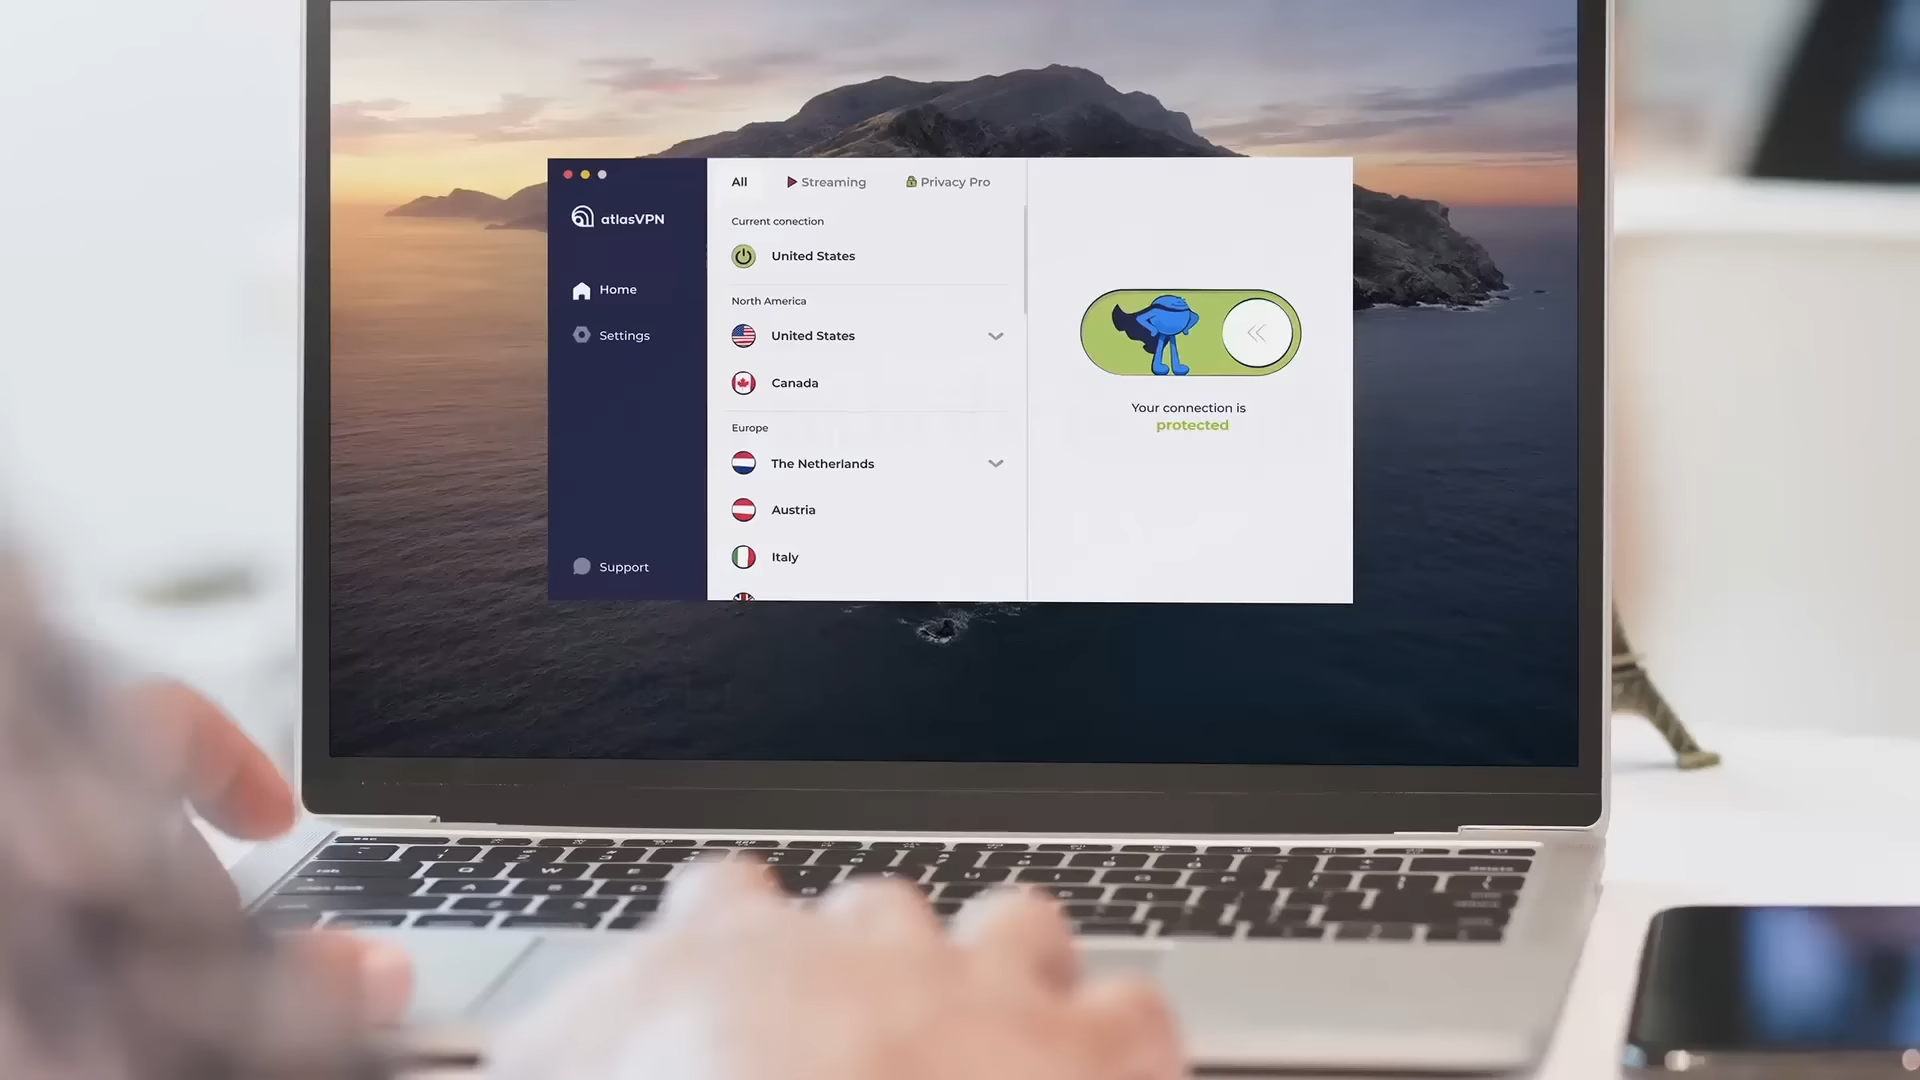 atlasVPN
Home
Settings
Support
All
Streaming
Privacy Pro
Current conection
United States
North America
United States
Canada
Europe
The Netherlands
Austria
Italy
Your connection is
protected